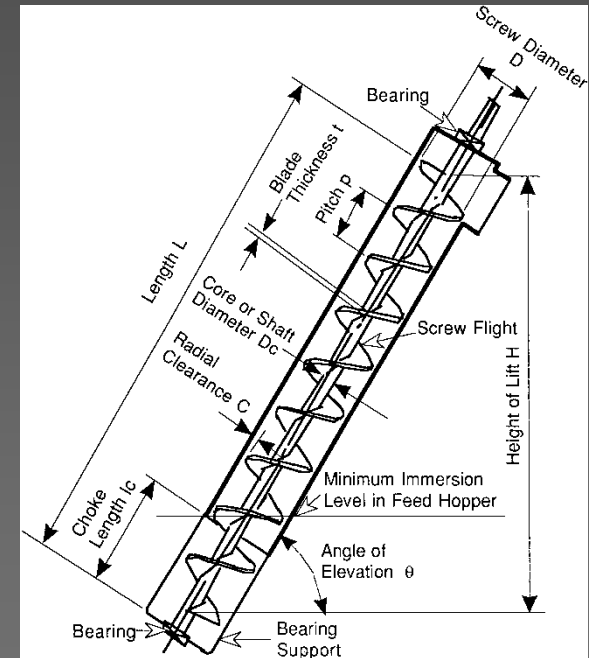 Screw Diameter
D
Bearing
Blade
Thickness t
Pitch p
Length L
Core or Shaft
Diameter Dc
Screw Flight
Radial
Clearance C
Height of Lift H
Minimum Immersion
Level in Feed Hopper
Choke
Length lc
Angle of
Elevation θ
Bearing
Bearing
Support